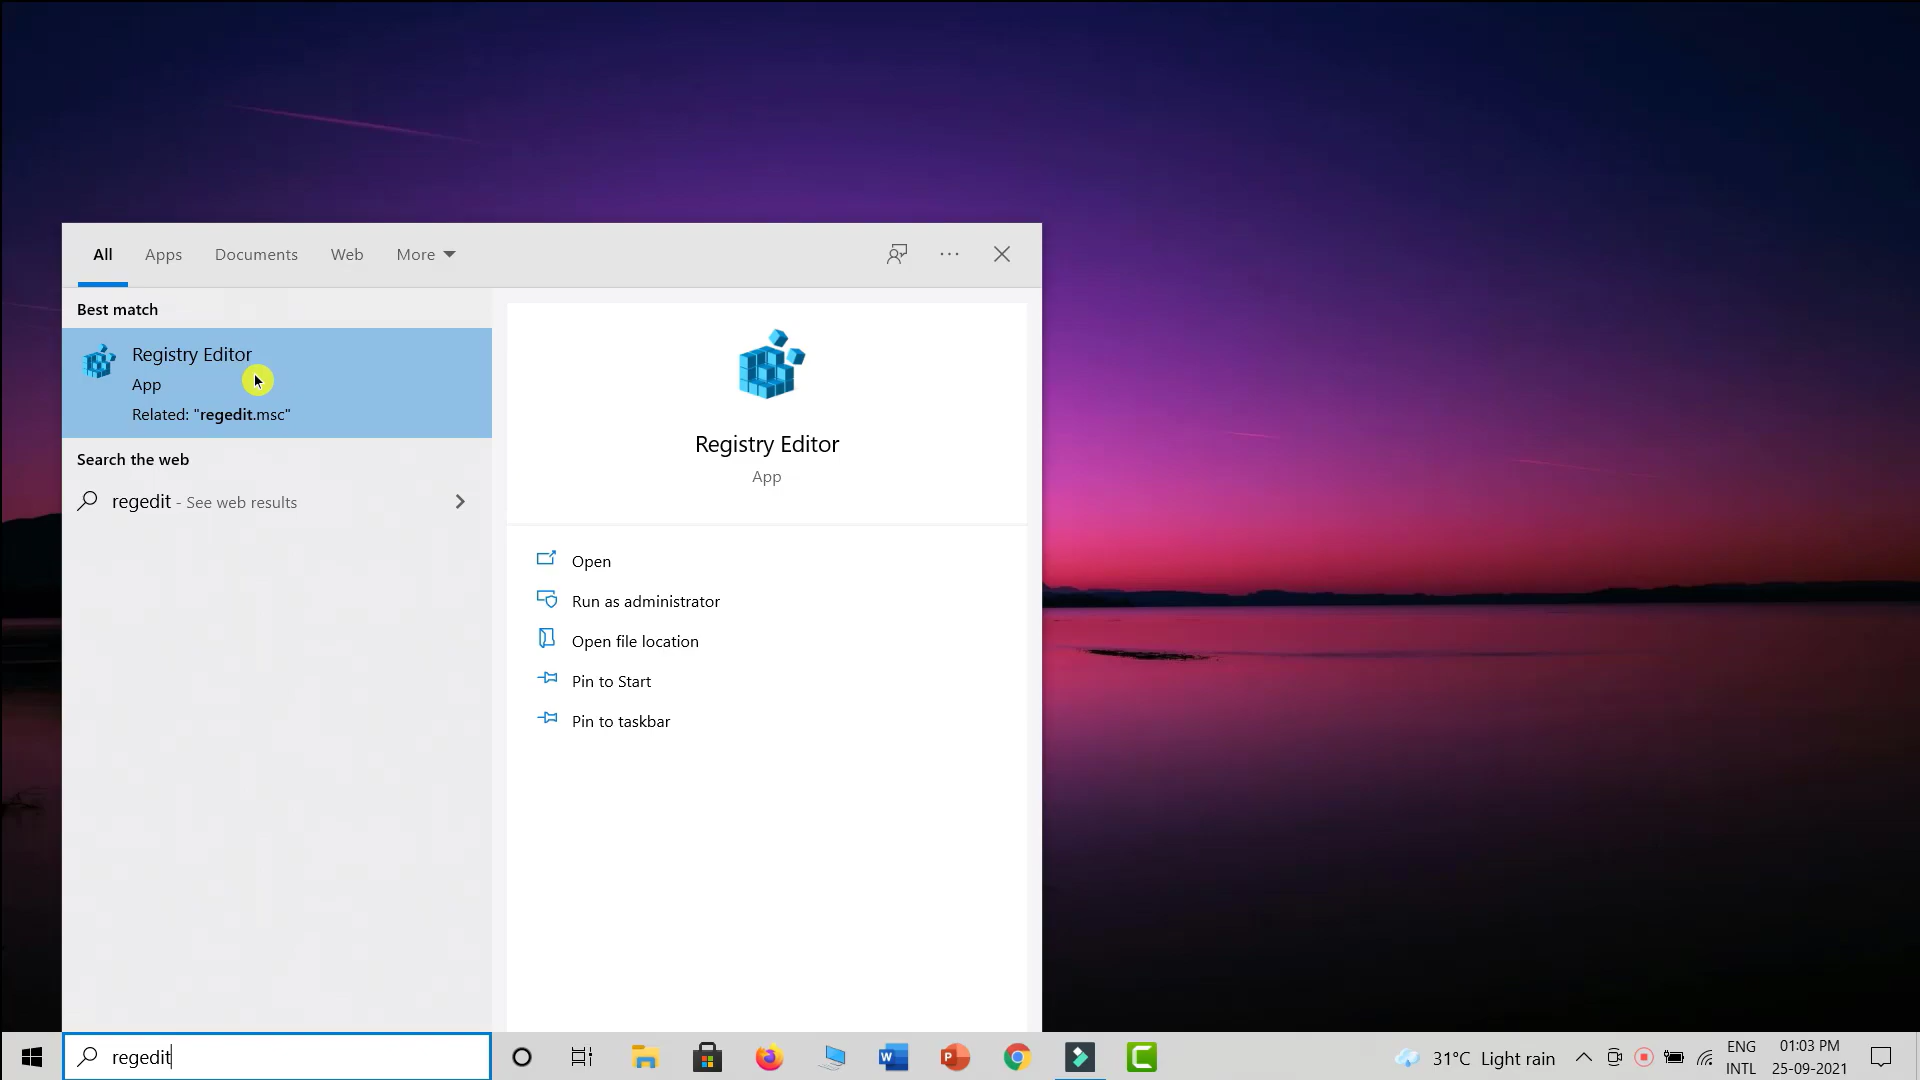 All
Apps
Documents
Web
More
Best match
Registry Editor
App
Related: "regedit.msc"
Search the web
regedit - See web results
Registry Editor
App
Open
Run as administrator
Open file location
Pin to Start
Pin to taskbar
regedit
31°C Light rain
ENG
INTL
01:03 PM
25-09-2021